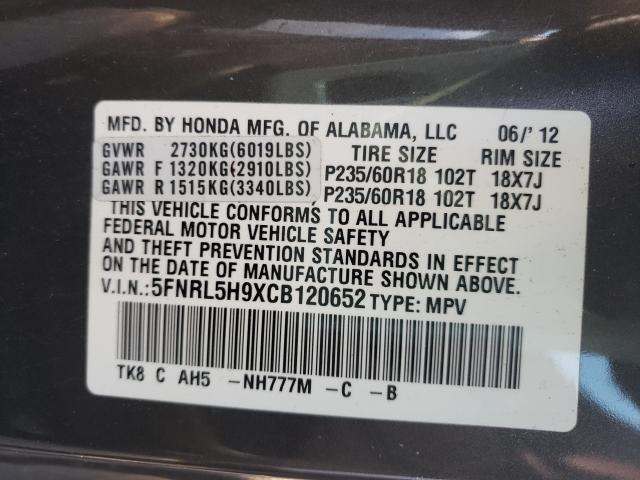 MFD. BY HONDA MFG. OF ALABAMA, LLC 06/'12
GVWR 2730KG(6019LBS) TIRE SIZE RIM SIZE
GAWR F 1320KG(2910LBS) P235/60R18 102T 18X7J
GAWR R 1515KG(3340LBS) P235/60R18 102T 18X7J
THIS VEHICLE CONFORMS TO ALL APPLICABLE
FEDERAL MOTOR VEHICLE SAFETY
AND THEFT PREVENTION STANDARDS IN EFFECT
ON THE DATE OF MANUFACTURE SHOWN ABOVE.
V.I.N.:5FNRL5H9XCB120652 TYPE: MPV
TK8 C AH5 -NH777M -C -B